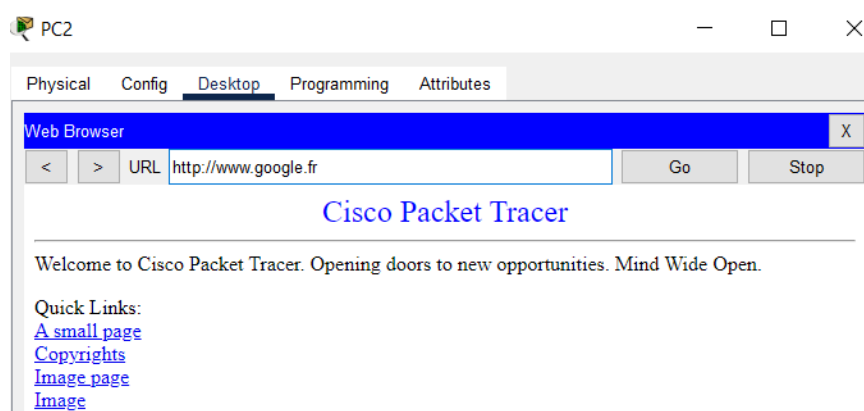 PC2
Physical Config Desktop Programming Attributes
Web Browser X
< > URL http://www.google.fr Go Stop
Cisco Packet Tracer
Welcome to Cisco Packet Tracer. Opening doors to new opportunities. Mind Wide Open.
Quick Links:
A small page
Copyrights
Image page
Image